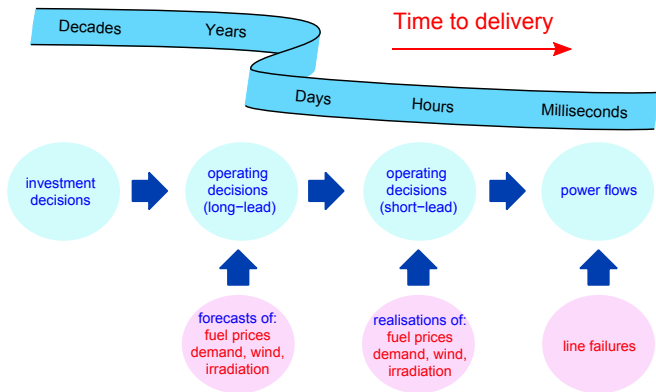 Time to delivery
Decades Years
Days Hours Milliseconds
investment
decisions
operating
decisions
(long−lead)
operating
decisions
(short−lead)
power flows
forecasts of:
fuel prices
demand, wind,
irradiation
realisations of:
fuel prices
demand, wind,
irradiation
line failures